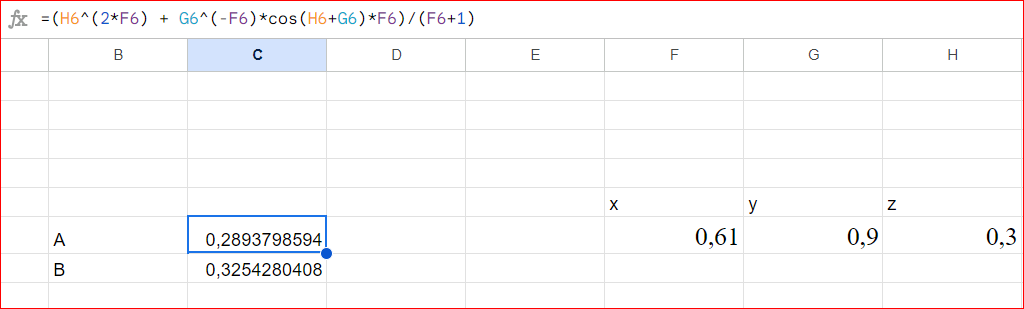 fx =(H6^(2*F6) + G6^(-F6)*cos(H6+G6)*F6)/(F6+1)
B C D E F G H
x y z
A 0,2893798594 0,61 0,9 0,3
B 0,3254280408